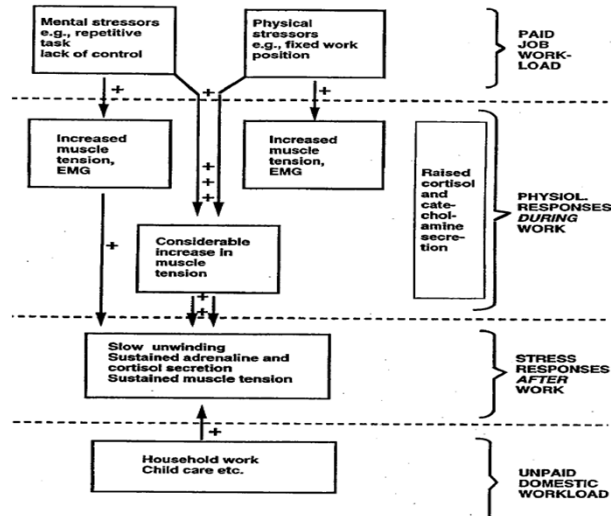 Mental stressors
e.g., repetitive
task
lack of control
Physical
stressors
e.g., fixed work
position
PAID
JOB
WORK-
LOAD
+
+
+
Increased
muscle
tension,
EMG
Increased
muscle
tension,
EMG
Raised
cortisol
and
cate-
chol-
amine
secre-
tion
PHYSIOL.
RESPONSES
DURING
WORK
+
+
+
+
Considerable
increase in
muscle
tension
+
+
Slow unwinding
Sustained adrenaline and
cortisol secretion
Sustained muscle tension
STRESS
RESPONSES
AFTER
WORK
+
Household work
Child care etc.
UNPAID
DOMESTIC
WORKLOAD